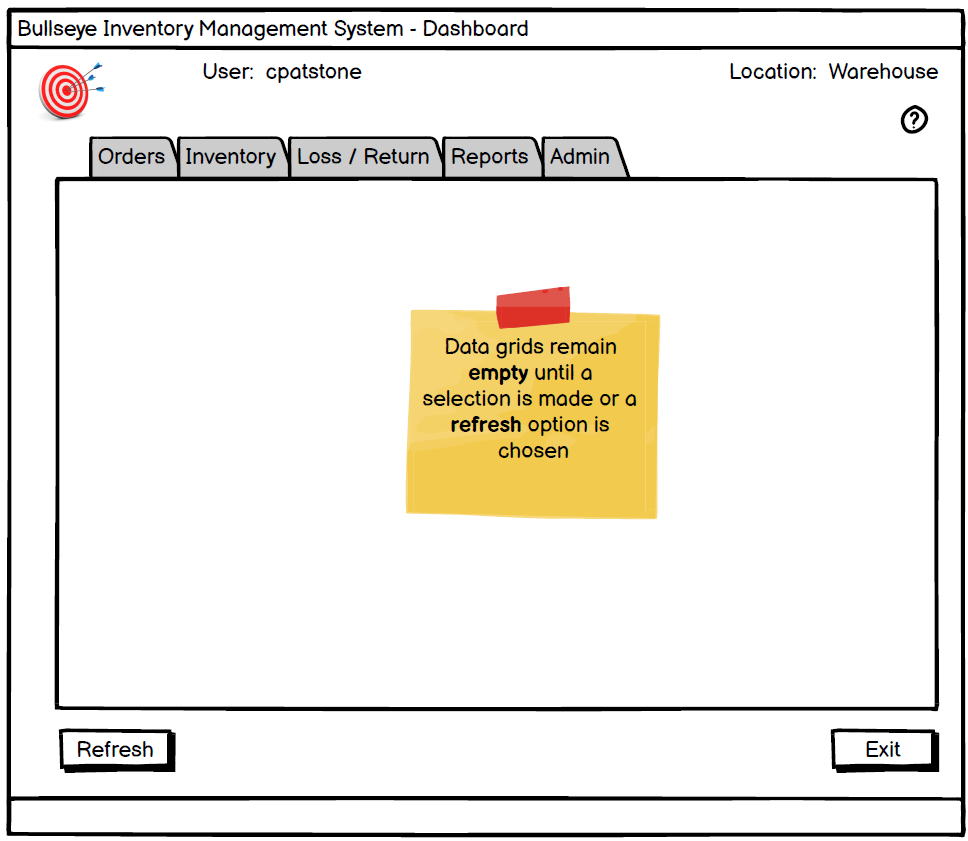 Bullseye Inventory Management System - Dashboard
User: cpatstone
Location: Warehouse
?
Orders
Inventory
Loss / Return
Reports
Admin
Data grids remain
empty until a
selection is made or a
refresh option is
chosen
Refresh
Exit